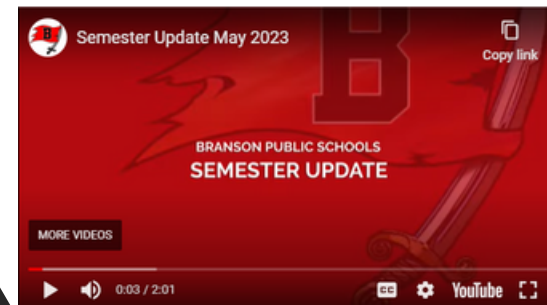 Semester Update May 2023
Copy link
B
B
BRANSON PUBLIC SCHOOLS
SEMESTER UPDATE
MORE VIDEOS
0:03 / 2:01
CC
YouTube